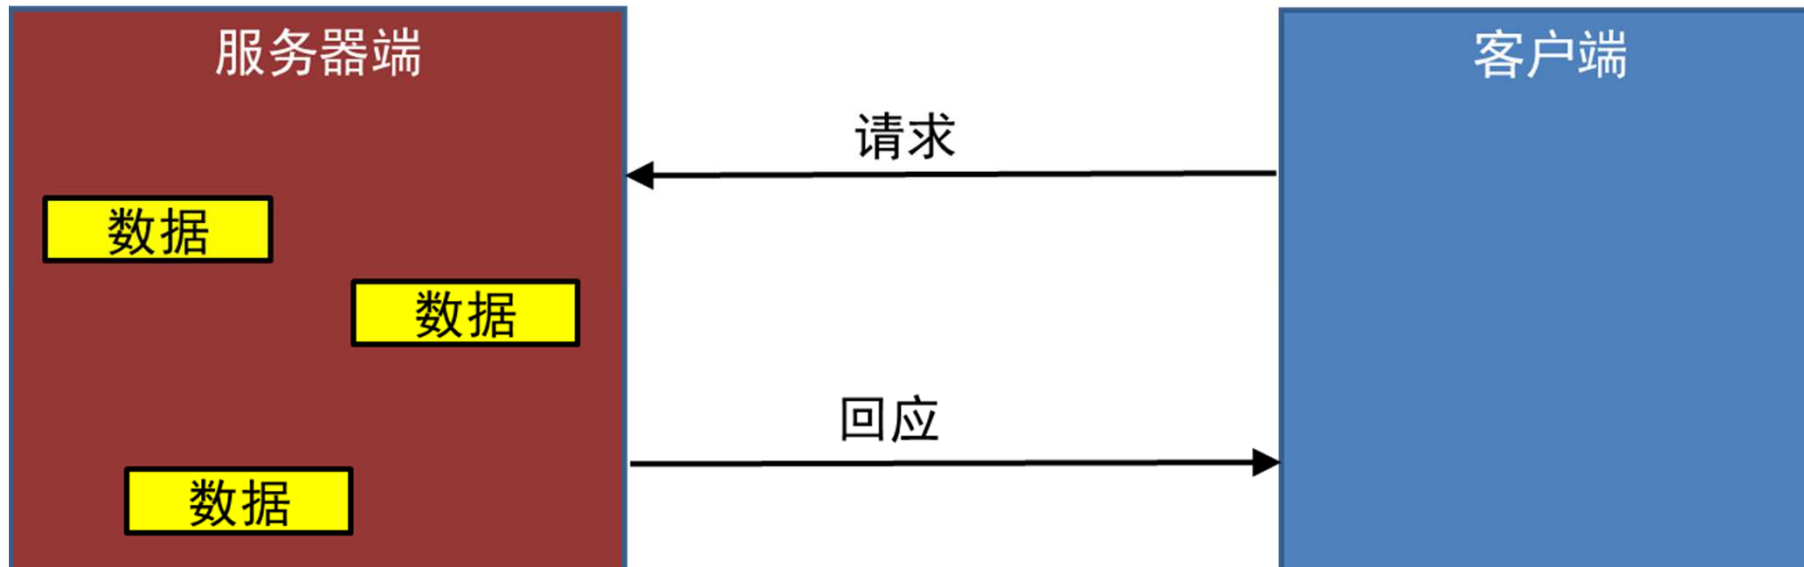 服务器端
客户端
请求
数据
数据
回应
数据